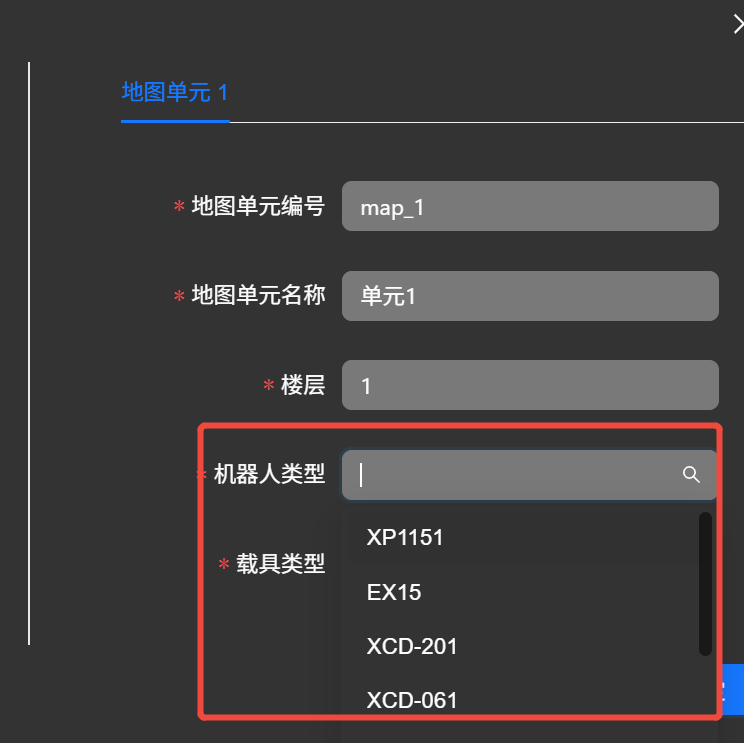 地图单元 1
* 地图单元编号 map_1
* 地图单元名称 单元1
* 楼层 1
* 机器人类型
XP1151
* 载具类型
EX15
XCD-201
XCD-061